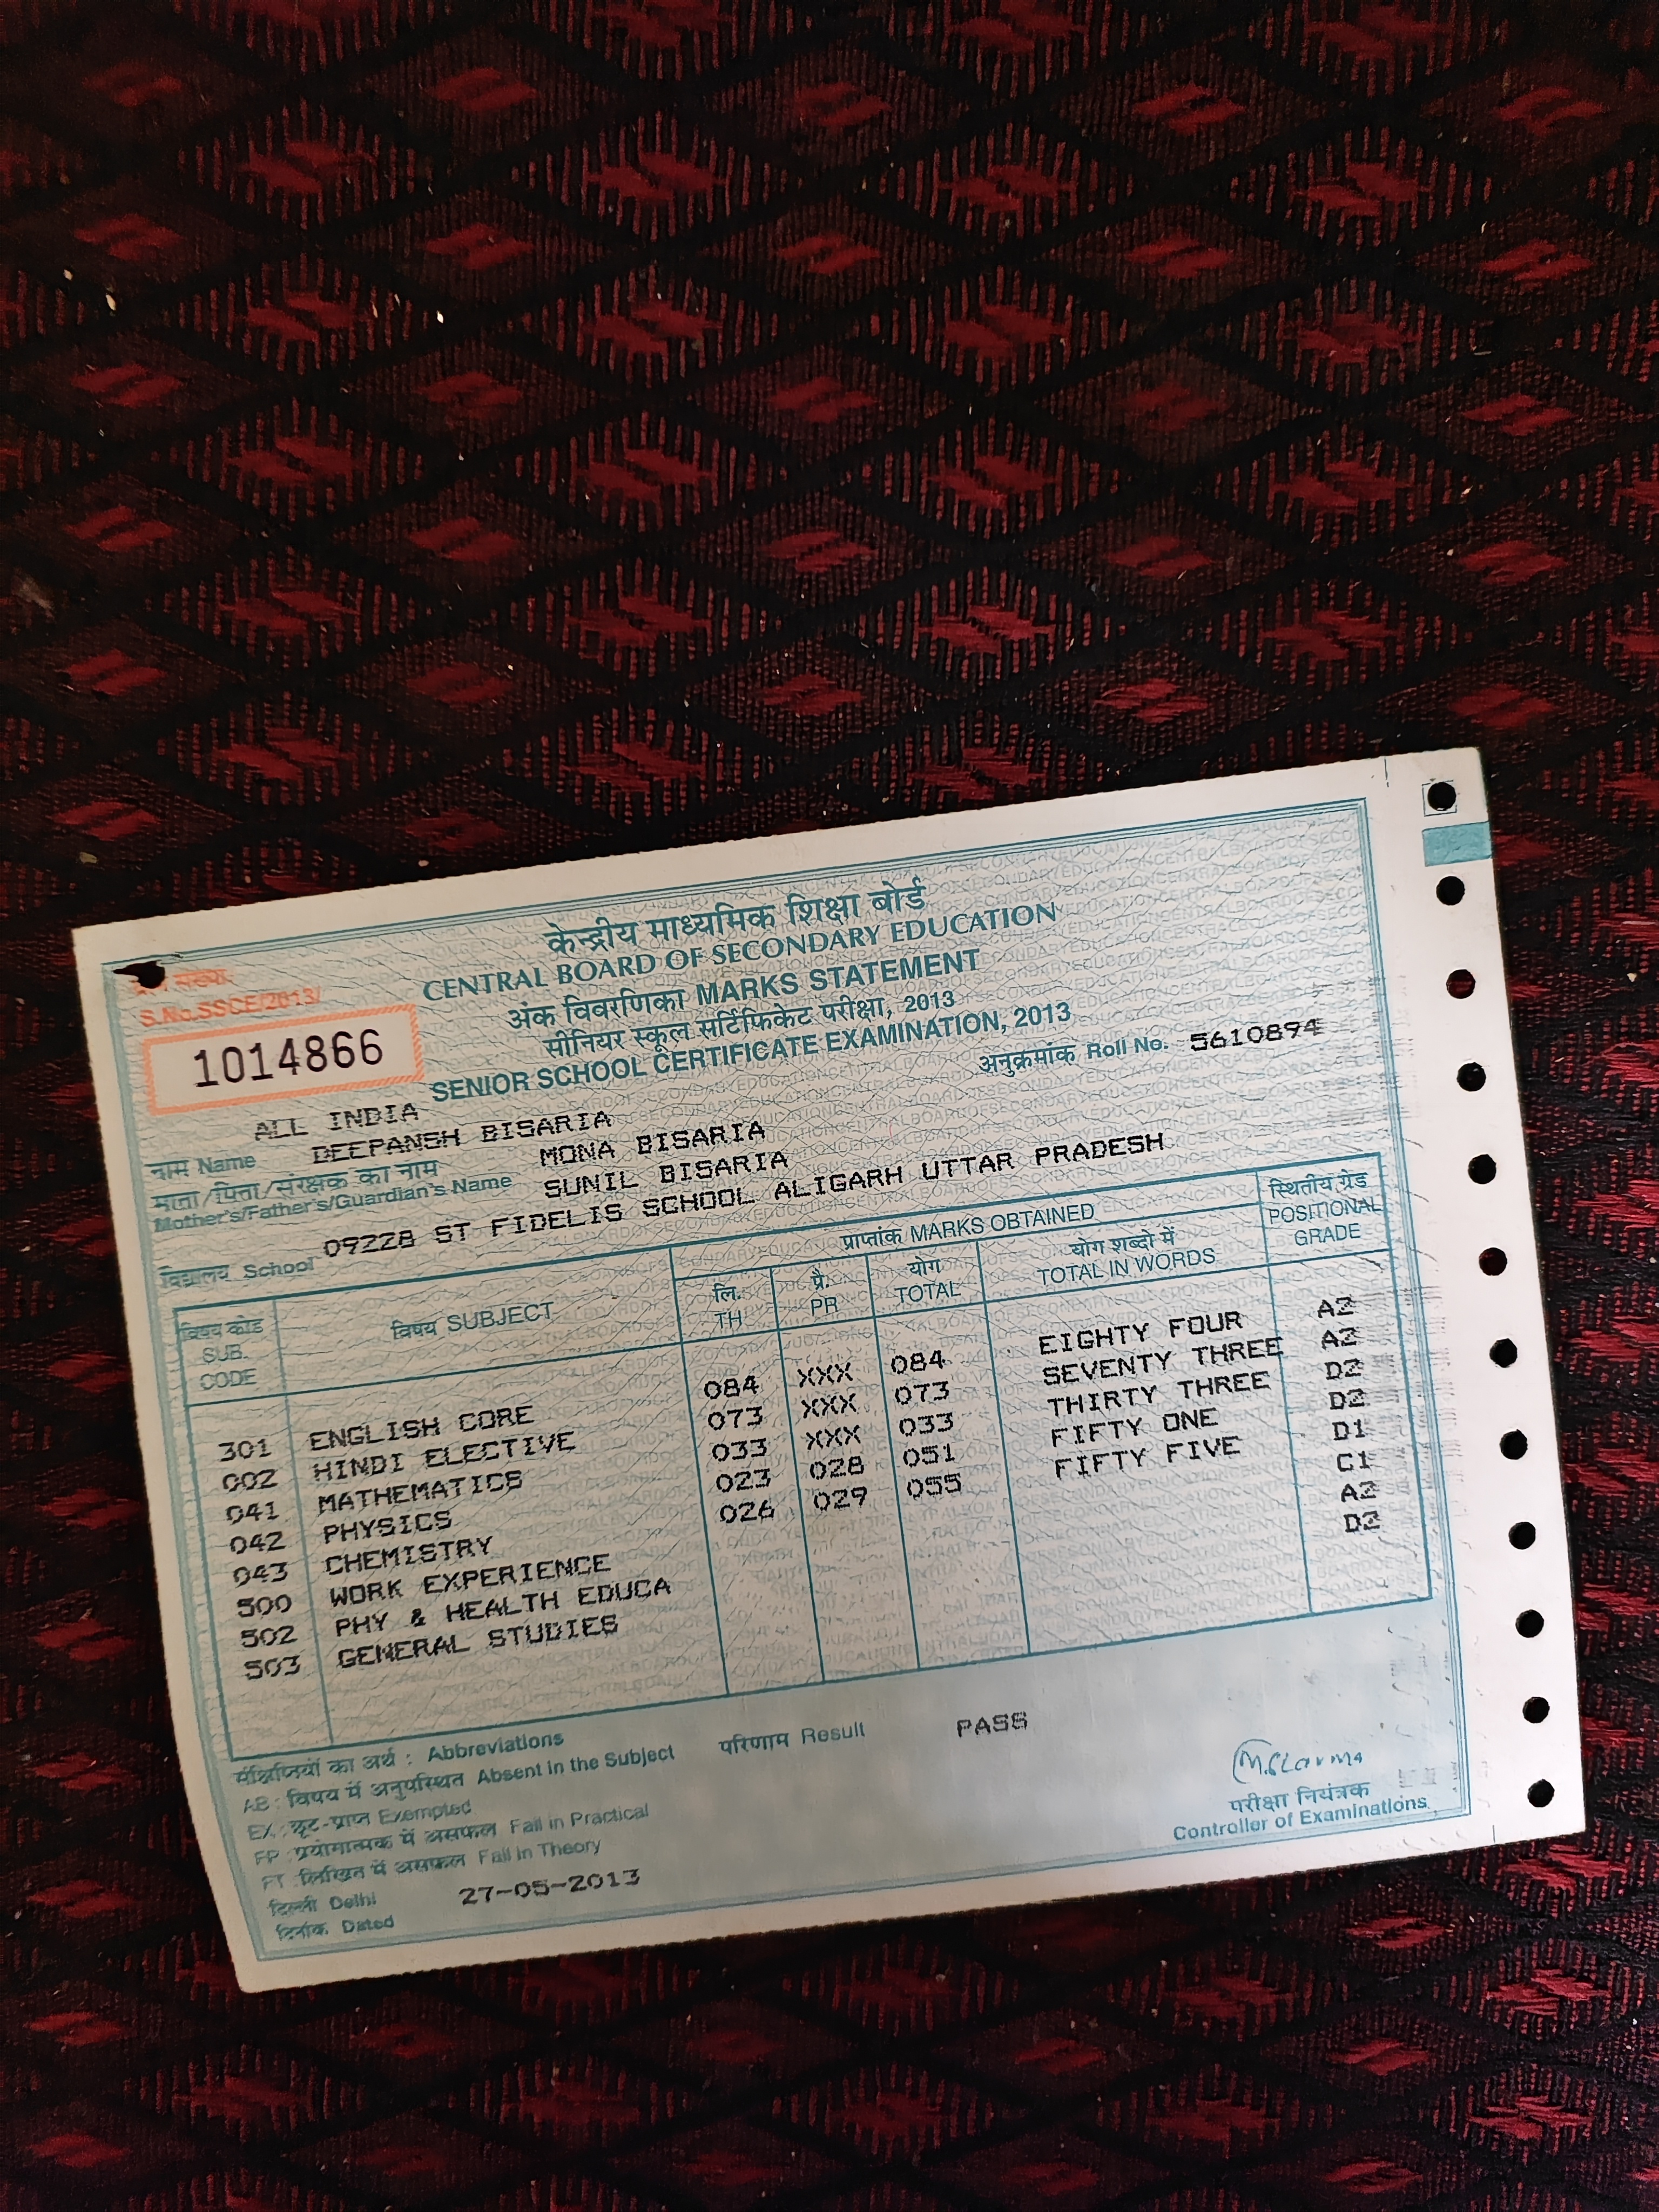 क्रम संख्या
S.No.SSCE/2013/
1014866
केन्द्रीय माध्यमिक शिक्षा बोर्ड
CENTRAL BOARD OF SECONDARY EDUCATION
अंक विवरणिका MARKS STATEMENT
सीनियर स्कूल सर्टिफिकेट परीक्षा, 2013
SENIOR SCHOOL CERTIFICATE EXAMINATION, 2013
अनुक्रमांक Roll No. 5610894
ALL INDIA
नाम Name DEEPANSH BISARIA
माता/पिता/संरक्षक का नाम MONA BISARIA
Mother's/Father's/Guardian's Name SUNIL BISARIA
विद्यालय School 09228 ST FIDELIS SCHOOL ALIGARH UTTAR PRADESH
विषय कोड SUB. CODE विषय SUBJECT प्राप्तांक MARKS OBTAINED स्थितीय ग्रेड POSITIONAL GRADE
लि. TH प्रै. PR योग TOTAL योग शब्दो में TOTAL IN WORDS
301 ENGLISH CORE 084 XXX 084 EIGHTY FOUR A2
002 HINDI ELECTIVE 073 XXX 073 SEVENTY THREE A2
041 MATHEMATICS 033 XXX 033 THIRTY THREE D2
042 PHYSICS 023 028 051 FIFTY ONE D2
043 CHEMISTRY 026 029 055 FIFTY FIVE D1
500 WORK EXPERIENCE C1
502 PHY & HEALTH EDUCA A2
503 GENERAL STUDIES D2
संक्षिप्तियों का अर्थ : Abbreviations
AB : विषय में अनुपस्थित Absent in the Subject
परिणाम Result PASS
EX : छूट-प्राप्त Exempted
FP : प्रयोगात्मक में असफल Fail in Practical
FT : लिखित में असफल Fail in Theory
दिल्ली Delhi
दिनांक Dated 27-05-2013
M.Sharma
परीक्षा नियंत्रक
Controller of Examinations